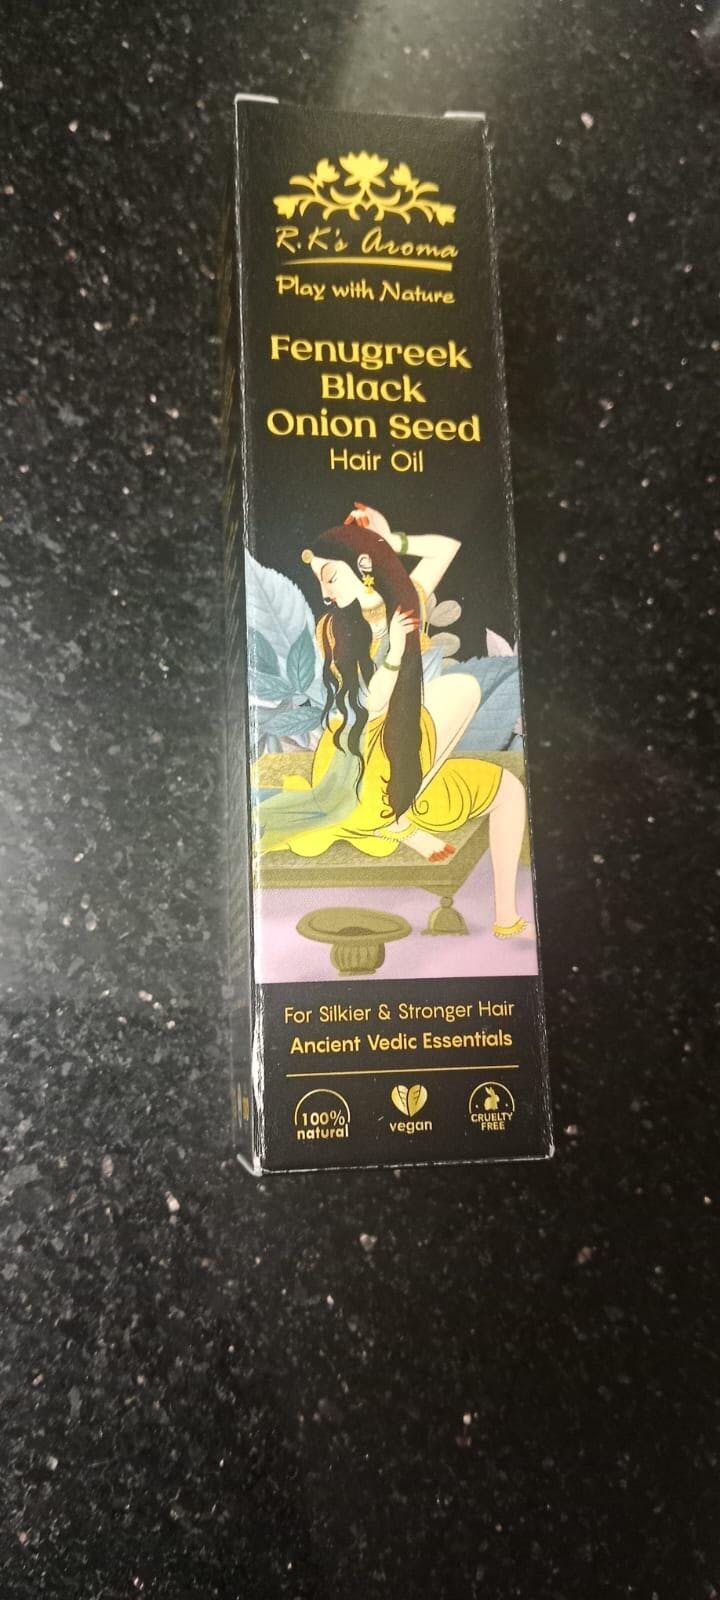 R.K's Aroma
Play with Nature
Fenugreek
Black
Onion Seed
Hair Oil
For Silkier & Stronger Hair
Ancient Vedic Essentials
100%
natural
vegan
CRUELTY
FREE